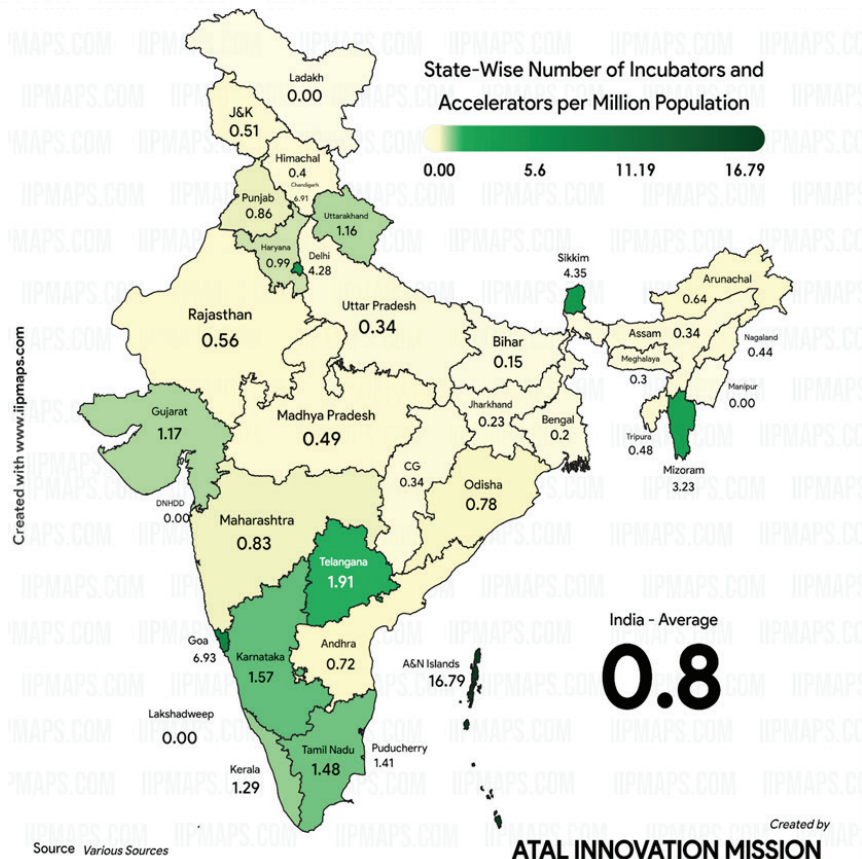 State-Wise Number of Incubators and
Accelerators per Million Population
0.00 5.6 11.19 16.79
Ladakh
0.00
J&K
0.51
Himachal
0.4
Chandigarh
6.91
Punjab
0.86
Uttarakhand
1.16
Haryana
0.99
Delhi
4.28
Rajasthan
0.56
Uttar Pradesh
0.34
Bihar
0.15
Sikkim
4.35
Arunachal
0.64
Assam 0.34
Nagaland
0.44
Meghalaya
0.3
Manipur
0.00
Tripura
0.48
Mizoram
3.23
Gujarat
1.17
Madhya Pradesh
0.49
Jharkhand
0.23
Bengal
0.2
CG
0.34
Odisha
0.78
DNHDD
0.00
Maharashtra
0.83
Telangana
1.91
Goa
6.93
Karnataka
1.57
Andhra
0.72
A&N Islands
16.79
India - Average
0.8
Lakshadweep
0.00
Kerala
1.29
Tamil Nadu
1.48
Puducherry
1.41
Created with www.iipmaps.com
IIPMAPS.COM
Source Various Sources
Created by
ATAL INNOVATION MISSION